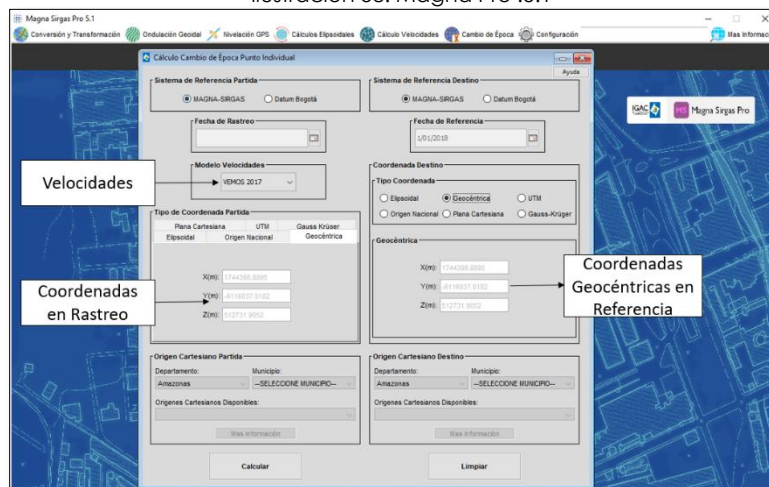 Ilustración 38. Magna Pro .5.1
Magna Sirgas Pro 5.1
Conversión y Transformación
Ondulación Geoidal
Nivelación GPS
Cálculos Elipsoidales
Cálculo Velocidades
Cambio de Época
Configuración
Mas Informac
Cálculo Cambio de Época Punto Individual
Ayuda
Sistema de Referencia Partida
MAGNA-SIRGAS
Datum Bogotá
Sistema de Referencia Destino
MAGNA-SIRGAS
Datum Bogotá
Fecha de Rastreo
Fecha de Referencia
1/01/2018
IGAC
MS
Magna Sirgas Pro
Velocidades
Modelo Velocidades
VEMOS 2017
Coordenada Destino
Tipo Coordenada
Elipsoidal
Geocéntrica
UTM
Origen Nacional
Plana Cartesiana
Gauss-Krüger
Tipo de Coordenada Partida
Plana Cartesiana
UTM
Gauss Krüger
Elipsoidal
Origen Nacional
Geocéntrica
Geocéntrica
Coordenadas
en Rastreo
X(m): 1744398.8895
Y(m): -6116037.0182
Z(m): 512731.9052
X(m): 1744398.8895
Y(m): -6116037.0182
Z(m): 512731.9052
Coordenadas
Geocéntricas en
Referencia
Origen Cartesiano Partida
Departamento:
Municipio:
Amazonas
--SELECCIONE MUNICIPIO--
Origenes Cartesianos Disponibles:
Mas información
Origen Cartesiano Destino
Departamento:
Municipio:
Amazonas
--SELECCIONE MUNICIPIO--
Origenes Cartesianos Disponibles:
Mas información
Calcular
Limpiar